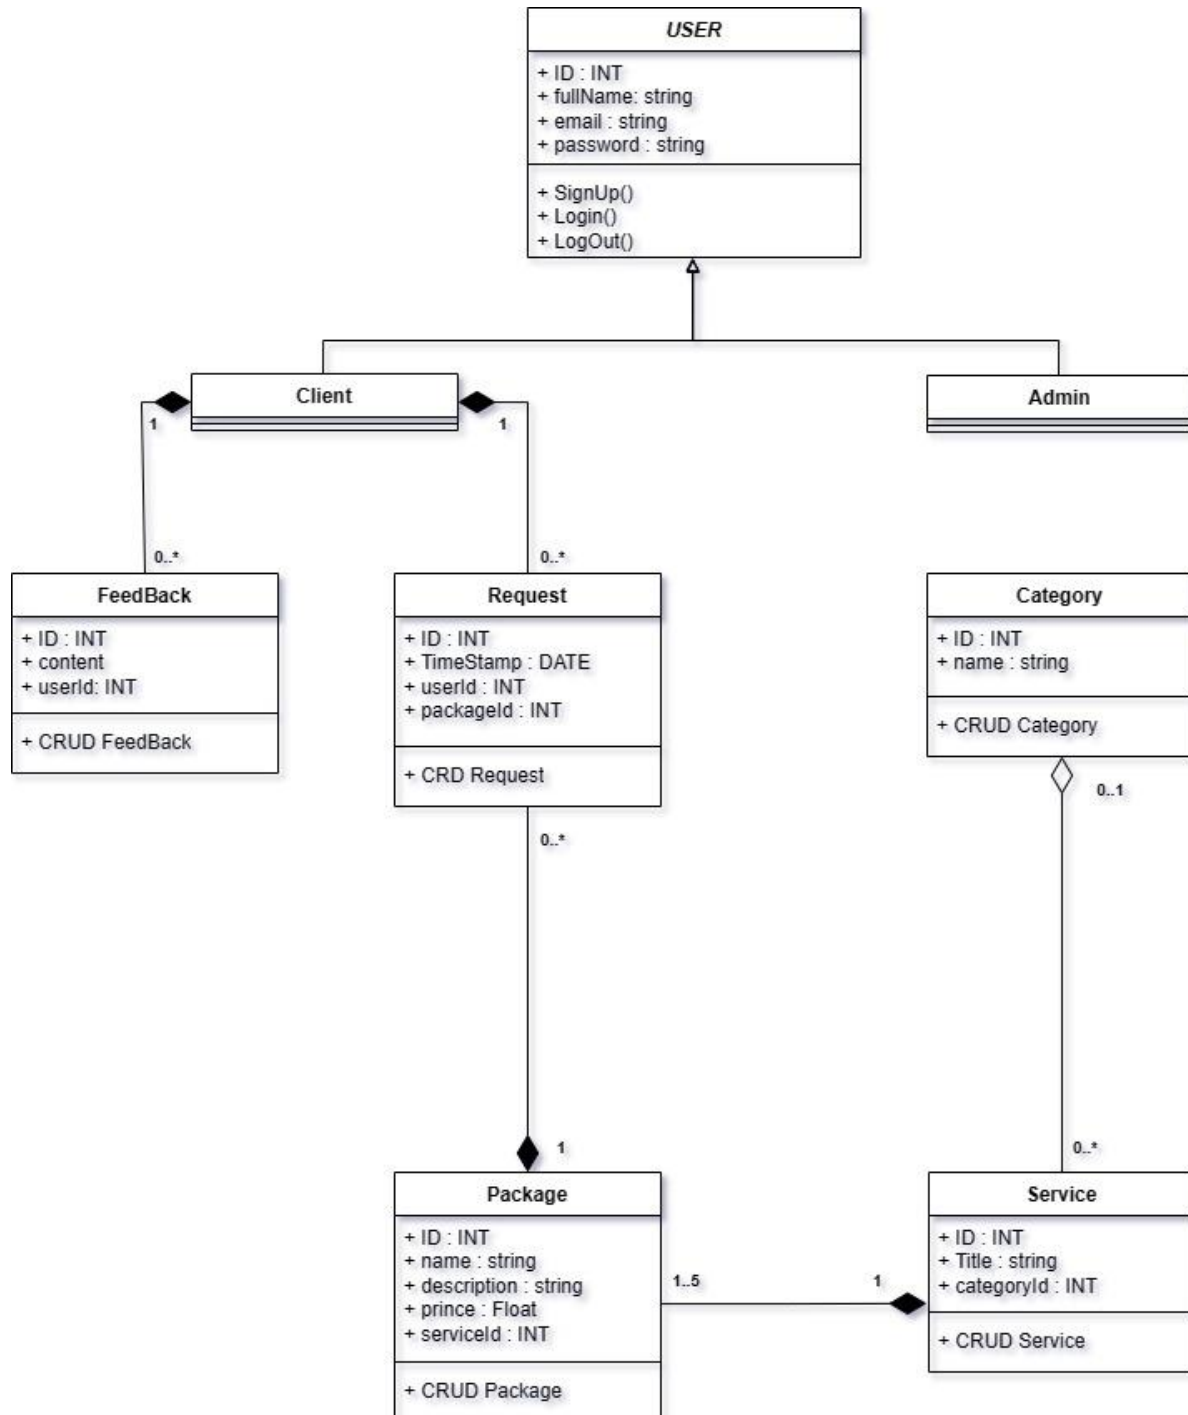 USER
+ ID : INT
+ fullName: string
+ email : string
+ password : string
+ SignUp()
+ Login()
+ LogOut()
Client
Admin
1
1
0..*
0..*
FeedBack
+ ID : INT
+ content
+ userId: INT
+ CRUD FeedBack
Request
+ ID : INT
+ TimeStamp : DATE
+ userId : INT
+ packageId : INT
+ CRD Request
Category
+ ID : INT
+ name : string
+ CRUD Category
0..1
0..*
1
0..*
Package
+ ID : INT
+ name : string
+ description : string
+ prince : Float
+ serviceId : INT
+ CRUD Package
1..5
1
Service
+ ID : INT
+ Title : string
+ categoryId : INT
+ CRUD Service